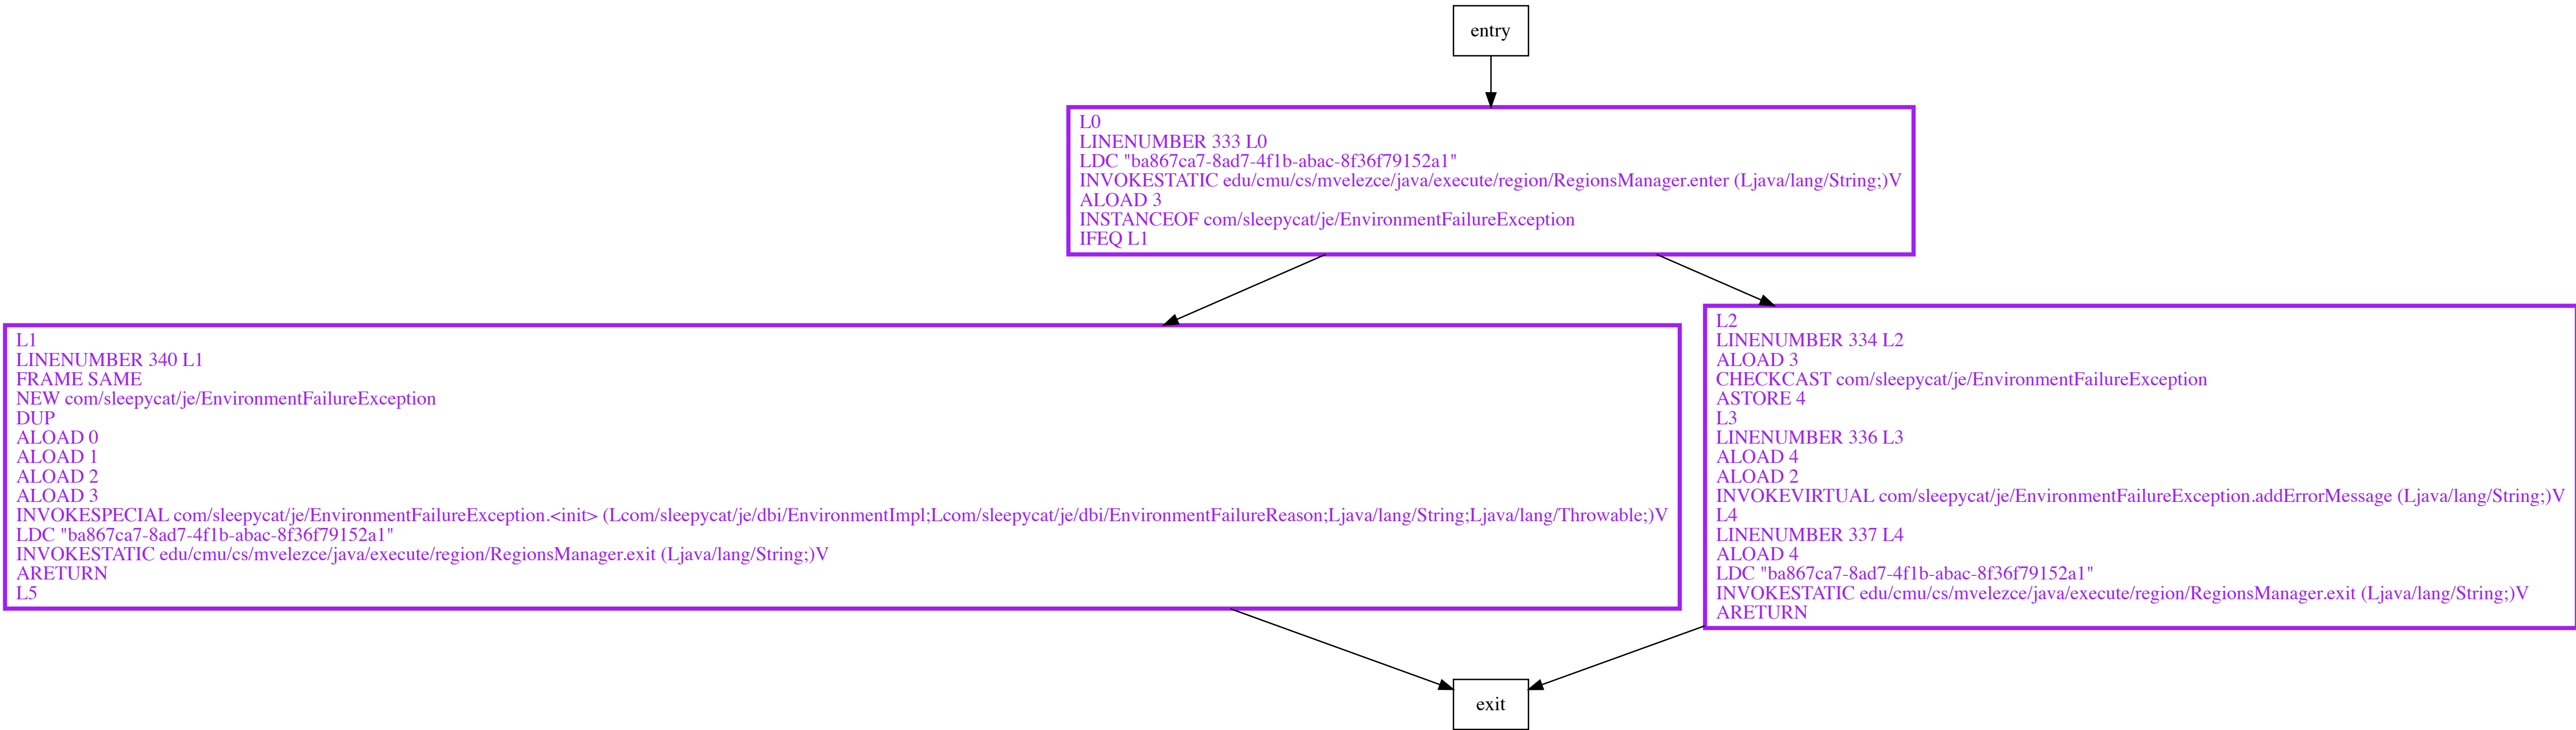 entry
L0
LINENUMBER 333 L0
LDC "ba867ca7-8ad7-4f1b-abac-8f36f79152a1"
INVOKESTATIC edu/cmu/cs/mvelezce/java/execute/region/RegionsManager.enter (Ljava/lang/String;)V
ALOAD 3
INSTANCEOF com/sleepycat/je/EnvironmentFailureException
IFEQ L1
L1
LINENUMBER 340 L1
FRAME SAME
NEW com/sleepycat/je/EnvironmentFailureException
DUP
ALOAD 0
ALOAD 1
ALOAD 2
ALOAD 3
INVOKESPECIAL com/sleepycat/je/EnvironmentFailureException.<init> (Lcom/sleepycat/je/dbi/EnvironmentImpl;Lcom/sleepycat/je/dbi/EnvironmentFailureReason;Ljava/lang/String;Ljava/lang/Throwable;)V
LDC "ba867ca7-8ad7-4f1b-abac-8f36f79152a1"
INVOKESTATIC edu/cmu/cs/mvelezce/java/execute/region/RegionsManager.exit (Ljava/lang/String;)V
ARETURN
L5
L2
LINENUMBER 334 L2
ALOAD 3
CHECKCAST com/sleepycat/je/EnvironmentFailureException
ASTORE 4
L3
LINENUMBER 336 L3
ALOAD 4
ALOAD 2
INVOKEVIRTUAL com/sleepycat/je/EnvironmentFailureException.addErrorMessage (Ljava/lang/String;)V
L4
LINENUMBER 337 L4
ALOAD 4
LDC "ba867ca7-8ad7-4f1b-abac-8f36f79152a1"
INVOKESTATIC edu/cmu/cs/mvelezce/java/execute/region/RegionsManager.exit (Ljava/lang/String;)V
ARETURN
exit